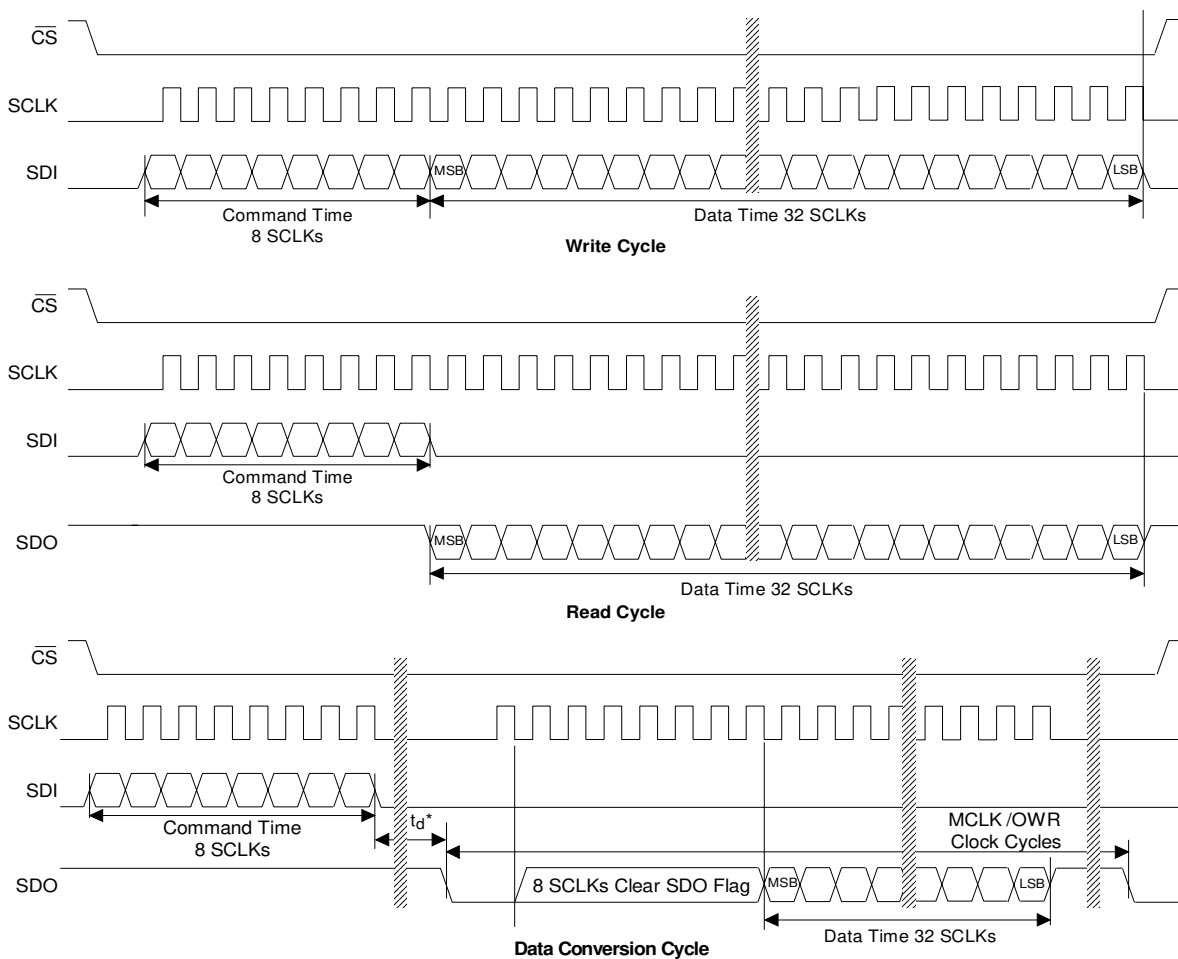 CS
SCLK
SDI
MSB
LSB
Command Time
8 SCLKs
Data Time 32 SCLKs
Write Cycle
CS
SCLK
SDI
Command Time
8 SCLKs
SDO
MSB
LSB
Data Time 32 SCLKs
Read Cycle
CS
SCLK
SDI
Command Time
8 SCLKs
td*
MCLK /OWR
Clock Cycles
SDO
8 SCLKs Clear SDO Flag
MSB
LSB
Data Time 32 SCLKs
Data Conversion Cycle